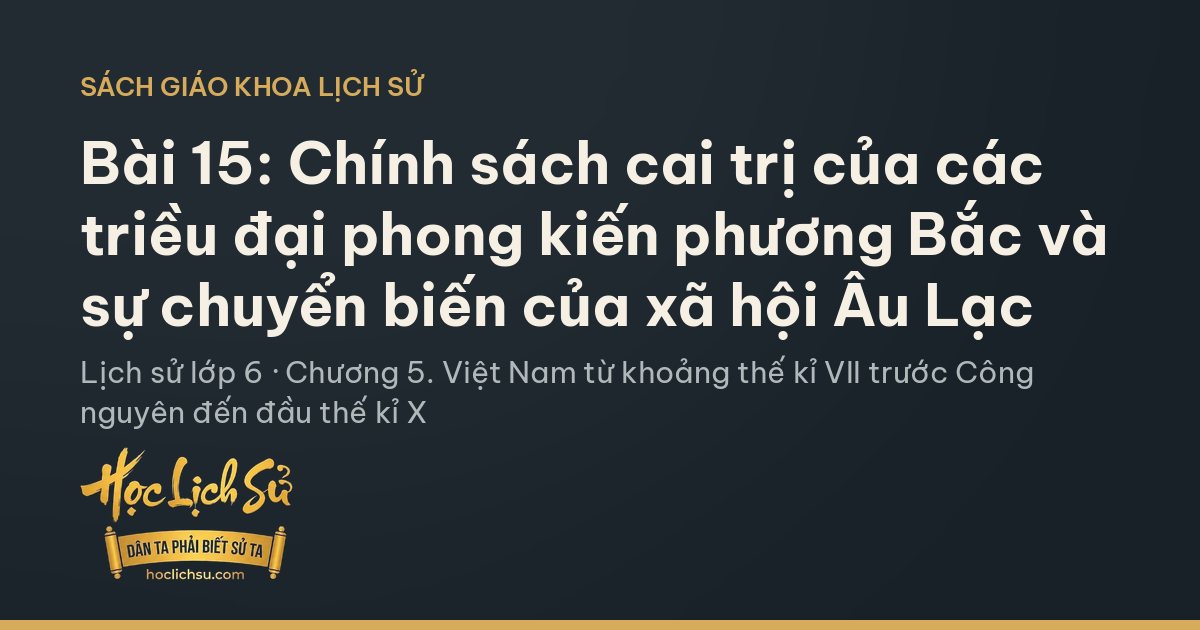 SÁCH GIÁO KHOA LỊCH SỬ
Bài 15: Chính sách cai trị của các
triều đại phong kiến phương Bắc và
sự chuyển biến của xã hội Âu Lạc
Lịch sử lớp 6 · Chương 5. Việt Nam từ khoảng thế kỉ VII trước Công
nguyên đến đầu thế kỉ X
Học Lịch Sử
DÂN TA PHẢI BIẾT SỬ TA
hoclichsu.com